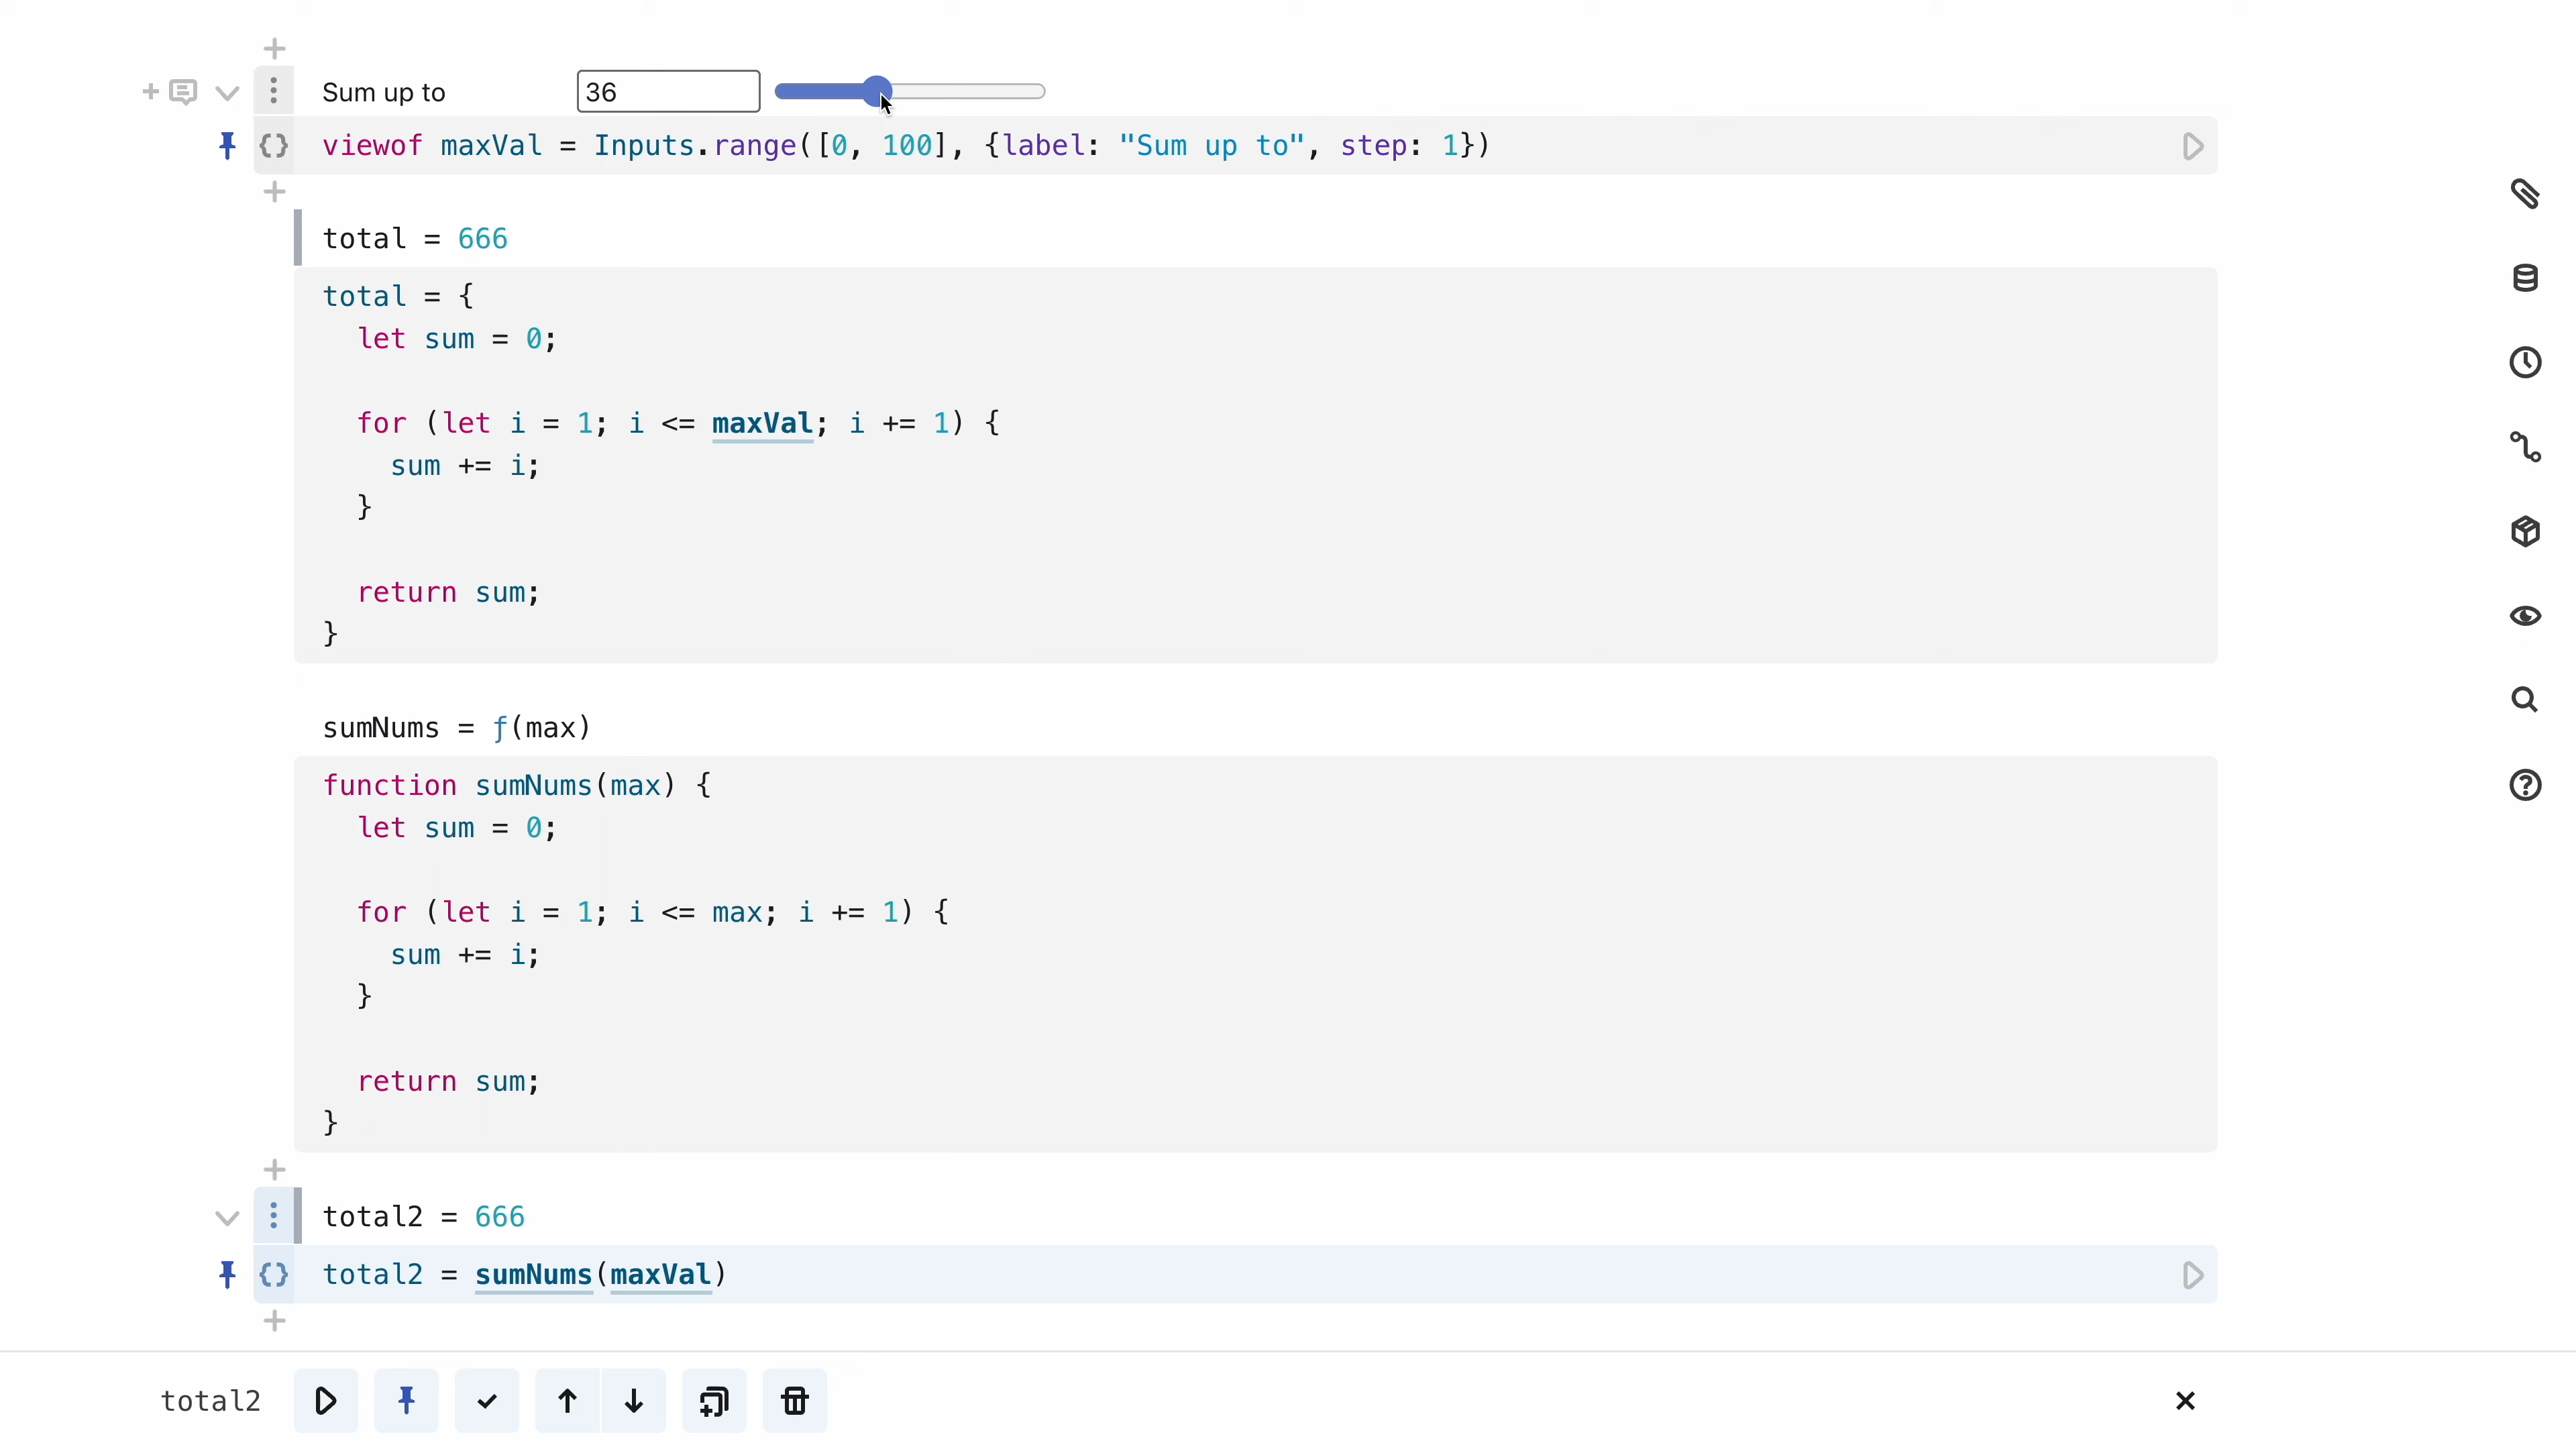 Sum up to 36
{} viewof maxVal = Inputs.range([0, 100], {label: "Sum up to", step: 1})
total = 666
total = {
let sum = 0;
for (let i = 1; i <= maxVal; i += 1) {
sum += i;
}
return sum;
}
sumNums = ƒ(max)
function sumNums(max) {
let sum = 0;
for (let i = 1; i <= max; i += 1) {
sum += i;
}
return sum;
}
total2 = 666
{} total2 = sumNums(maxVal)
total2